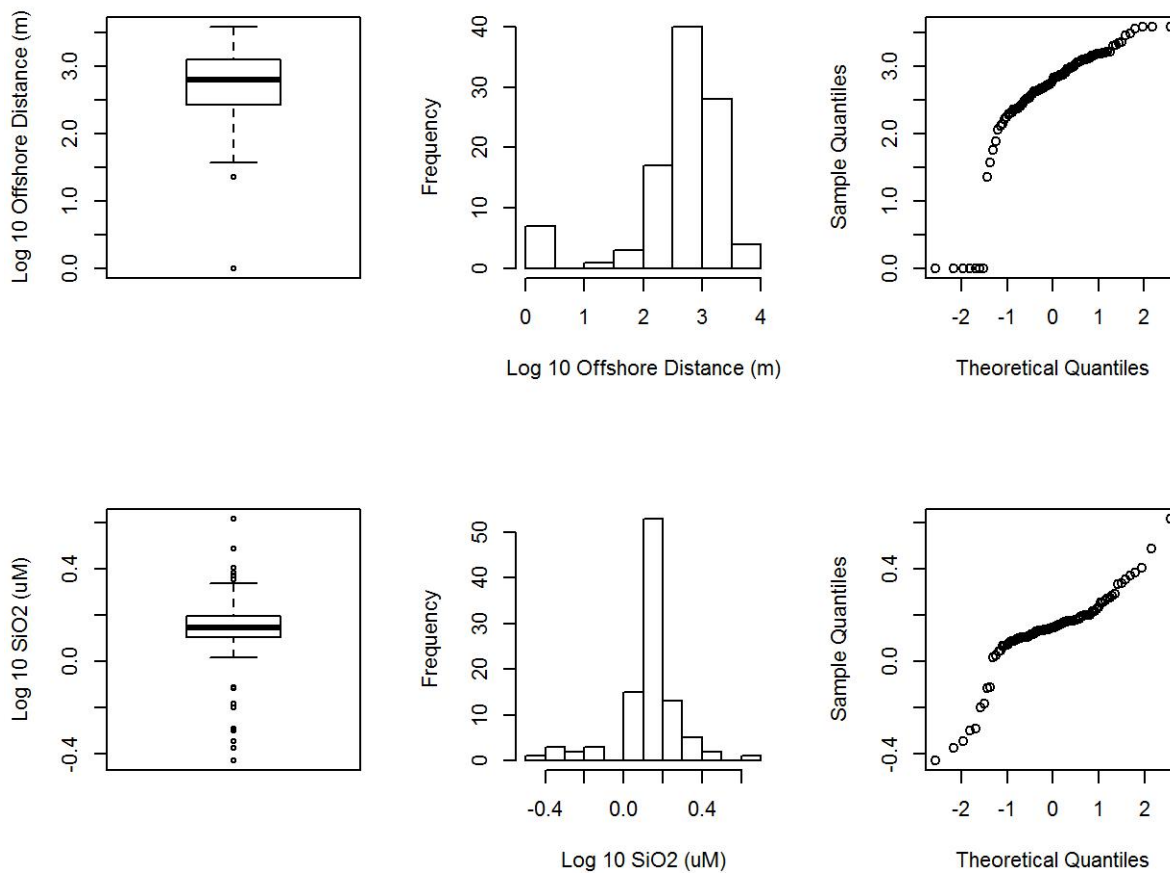 Log 10 Offshore Distance (m)
0.0 1.0 2.0 3.0
Frequency
0 10 20 30 40
0 1 2 3 4
Log 10 Offshore Distance (m)
Sample Quantiles
0.0 1.0 2.0 3.0
-2 -1 0 1 2
Theoretical Quantiles
Log 10 SiO2 (uM)
-0.4 0.0 0.4
Frequency
0 10 20 30 40 50
-0.4 0.0 0.4
Log 10 SiO2 (uM)
Sample Quantiles
-0.4 0.0 0.4
-2 -1 0 1 2
Theoretical Quantiles